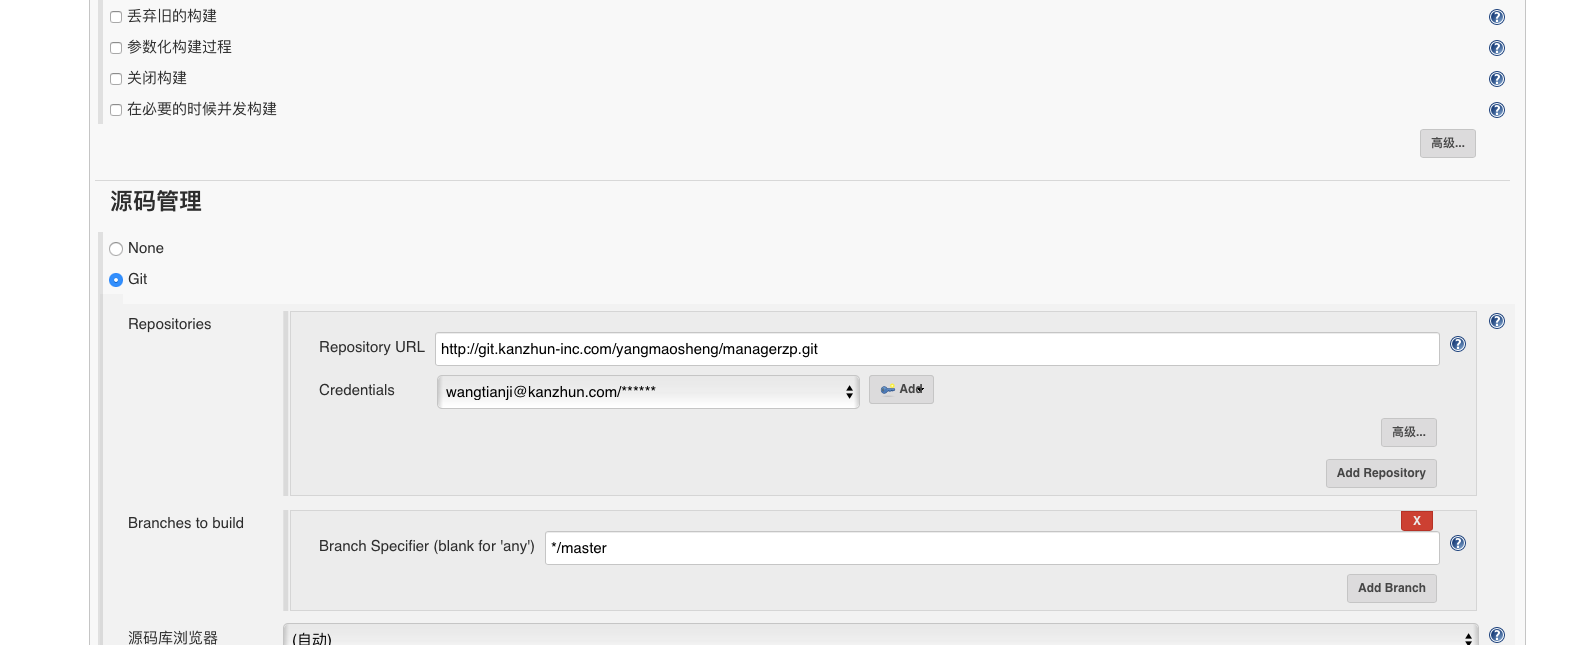 丢弃旧的构建
参数化构建过程
关闭构建
在必要的时候并发构建
高级...
源码管理
None
Git
Repositories
Repository URL http://git.kanzhun-inc.com/yangmaosheng/managerzp.git
Credentials wangtianji@kanzhun.com/****** Add
高级...
Add Repository
Branches to build
X
Branch Specifier (blank for 'any') */master
Add Branch
源码库浏览器 (自动)